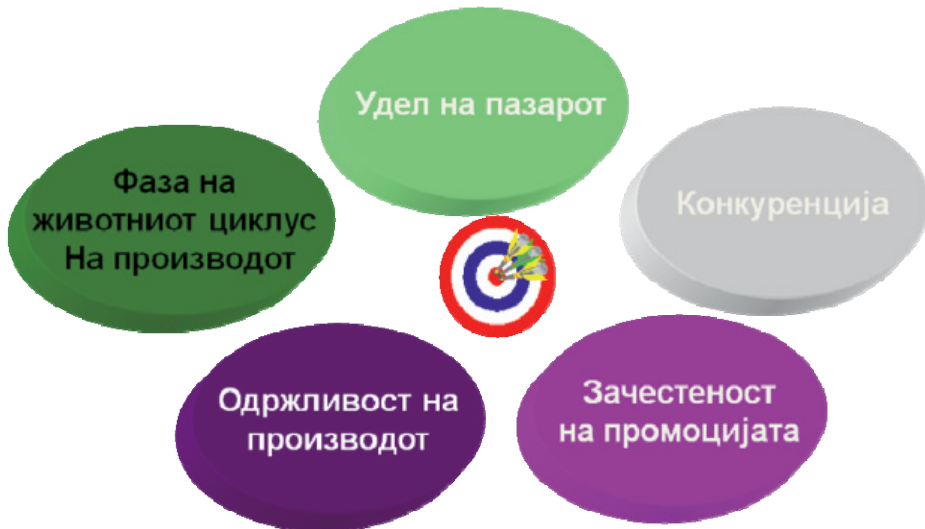 Удел на пазарот
Фаза на
животниот циклус
На производот
Конкуренција
Одржливост на
производот
Зачестеност
на промоцијата